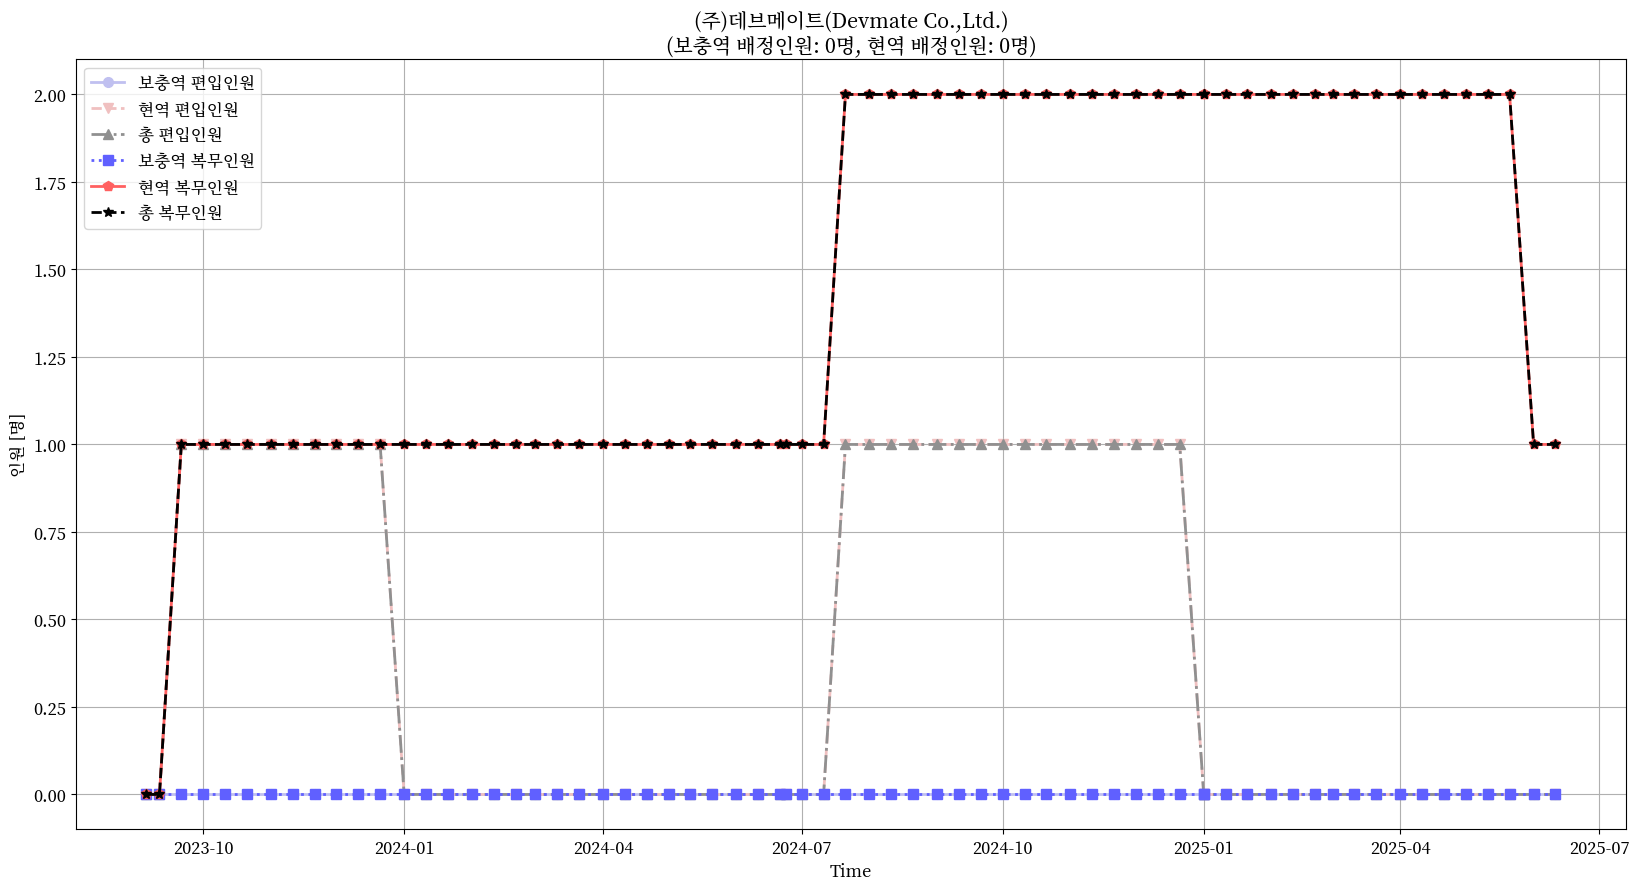 (주)데브메이트(Devmate Co.,Ltd.)
(보충역 배정인원: 0명, 현역 배정인원: 0명)
보충역 편입인원
현역 편입인원
총 편입인원
보충역 복무인원
현역 복무인원
총 복무인원
2.00
1.75
1.50
1.25
1.00
0.75
0.50
0.25
0.00
인원 [명]
2023-10
2024-01
2024-04
2024-07
2024-10
2025-01
2025-04
2025-07
Time